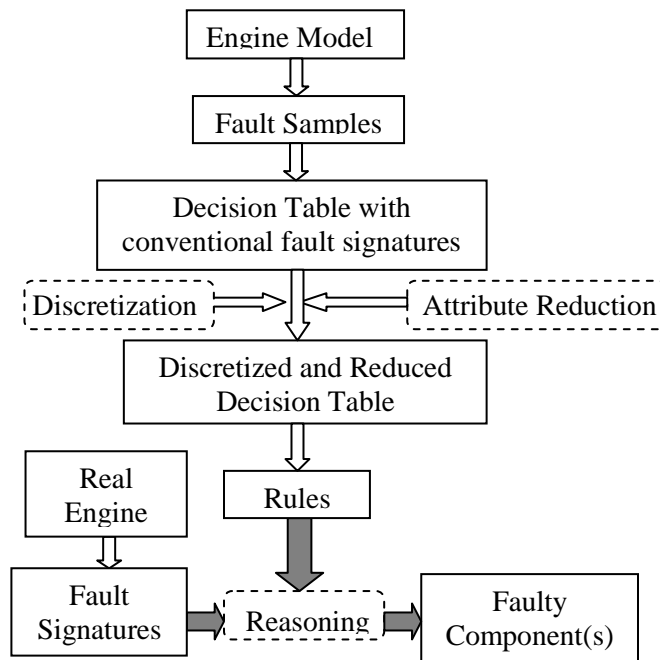 Engine Model
Fault Samples
Decision Table with
conventional fault signatures
Discretization
Attribute Reduction
Discretized and Reduced
Decision Table
Real
Engine
Rules
Fault
Signatures
Reasoning
Faulty
Component(s)